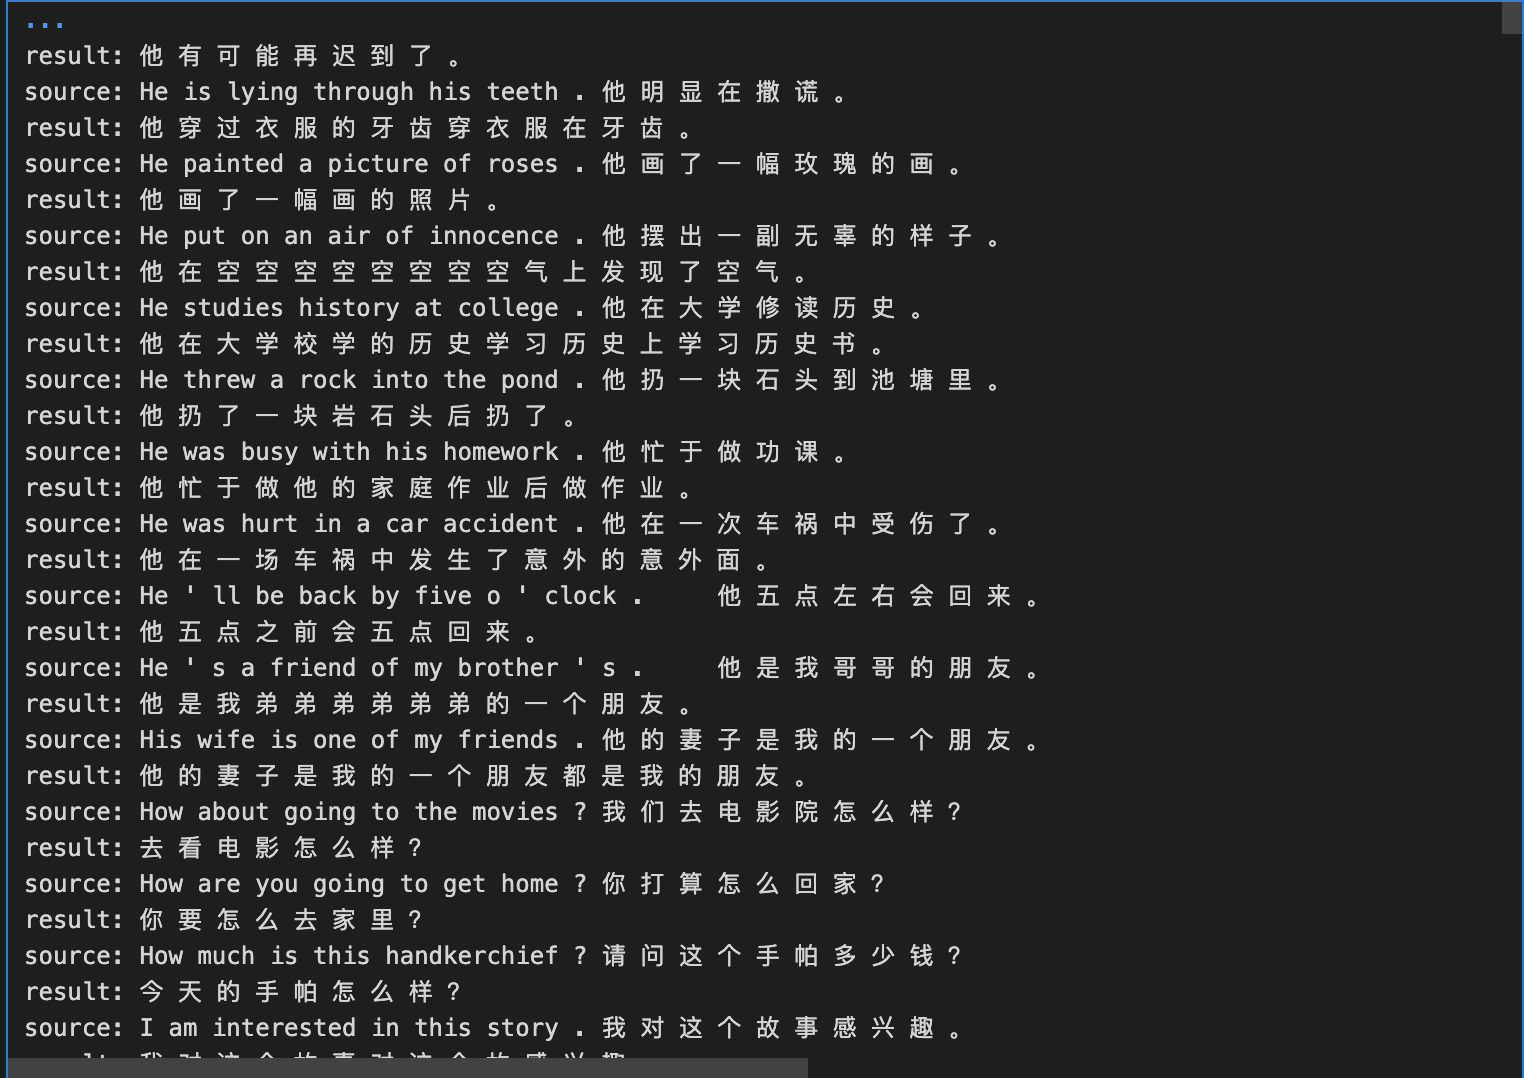 ...
result: 他 有 可 能 再 迟 到 了 。
source: He is lying through his teeth . 他 明 显 在 撒 谎 。
result: 他 穿 过 衣 服 的 牙 齿 穿 衣 服 在 牙 齿 。
source: He painted a picture of roses . 他 画 了 一 幅 玫 瑰 的 画 。
result: 他 画 了 一 幅 画 的 照 片 。
source: He put on an air of innocence . 他 摆 出 一 副 无 辜 的 样 子 。
result: 他 在 空 空 空 空 空 空 空 空 气 上 发 现 了 空 气 。
source: He studies history at college . 他 在 大 学 修 读 历 史 。
result: 他 在 大 学 校 学 的 历 史 学 习 历 史 上 学 习 历 史 书 。
source: He threw a rock into the pond . 他 扔 一 块 石 头 到 池 塘 里 。
result: 他 扔 了 一 块 岩 石 头 后 扔 了 。
source: He was busy with his homework . 他 忙 于 做 功 课 。
result: 他 忙 于 做 他 的 家 庭 作 业 后 做 作 业 。
source: He was hurt in a car accident . 他 在 一 次 车 祸 中 受 伤 了 。
result: 他 在 一 场 车 祸 中 发 生 了 意 外 的 意 外 面 。
source: He ' ll be back by five o ' clock . 他 五 点 左 右 会 回 来 。
result: 他 五 点 之 前 会 五 点 回 来 。
source: He ' s a friend of my brother ' s . 他 是 我 哥 哥 的 朋 友 。
result: 他 是 我 弟 弟 弟 弟 弟 弟 的 一 个 朋 友 。
source: His wife is one of my friends . 他 的 妻 子 是 我 的 一 个 朋 友 。
result: 他 的 妻 子 是 我 的 一 个 朋 友 都 是 我 的 朋 友 。
source: How about going to the movies ? 我 们 去 电 影 院 怎 么 样 ?
result: 去 看 电 影 怎 么 样 ?
source: How are you going to get home ? 你 打 算 怎 么 回 家 ?
result: 你 要 怎 么 去 家 里 ?
source: How much is this handkerchief ? 请 问 这 个 手 帕 多 少 钱 ?
result: 今 天 的 手 帕 怎 么 样 ?
source: I am interested in this story . 我 对 这 个 故 事 感 兴 趣 。